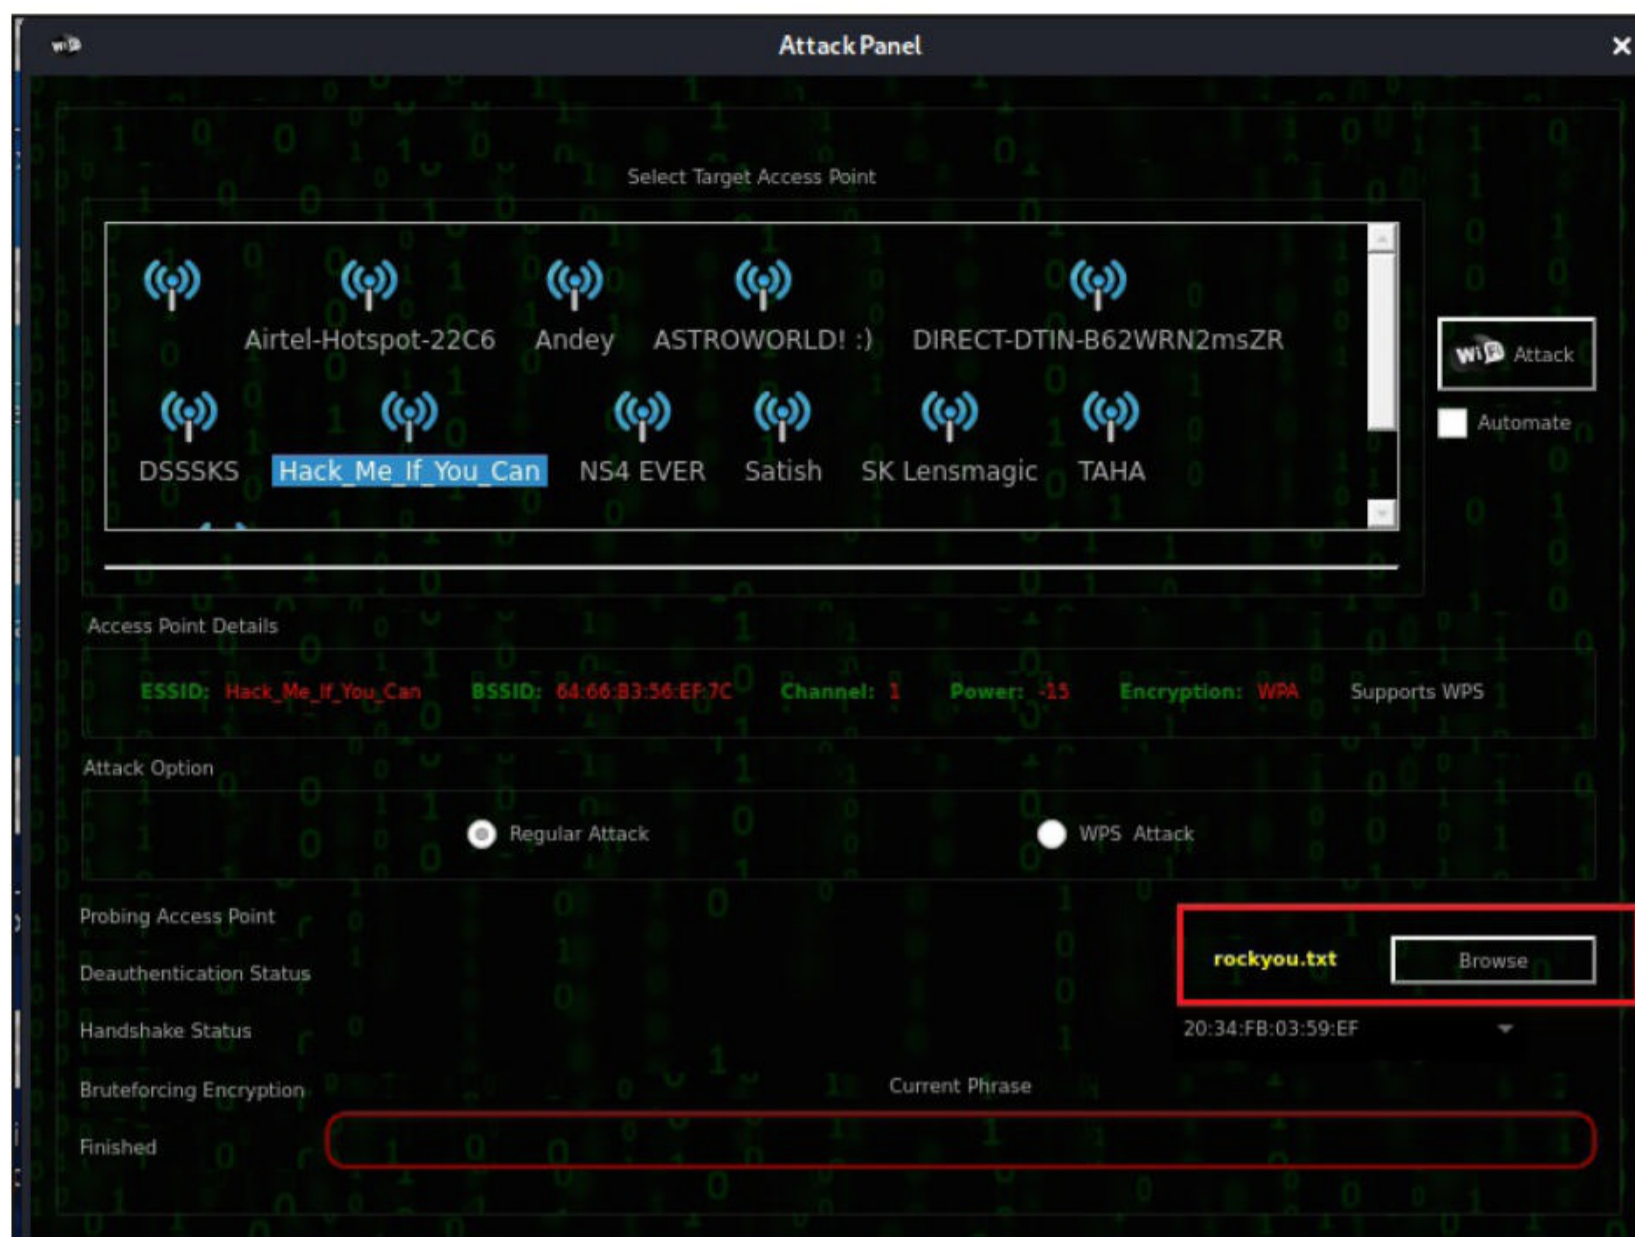 WiFi
Attack Panel
Select Target Access Point
Airtel-Hotspot-22C6 Andey ASTROWORLD! :) DIRECT-DTIN-B62WRN2msZR
WiFi Attack
Automate
DSSSKS Hack_Me_If_You_Can NS4 EVER Satish SK Lensmagic TAHA
Access Point Details
ESSID: Hack_Me_If_You_Can BSSID: 64:66:B3:56:EF:7C Channel: 1 Power: -15 Encryption: WPA Supports WPS
Attack Option
Regular Attack WPS Attack
Probing Access Point
rockyou.txt Browse
Deauthentication Status
Handshake Status 20:34:FB:03:59:EF
Bruteforcing Encryption Current Phrase
Finished